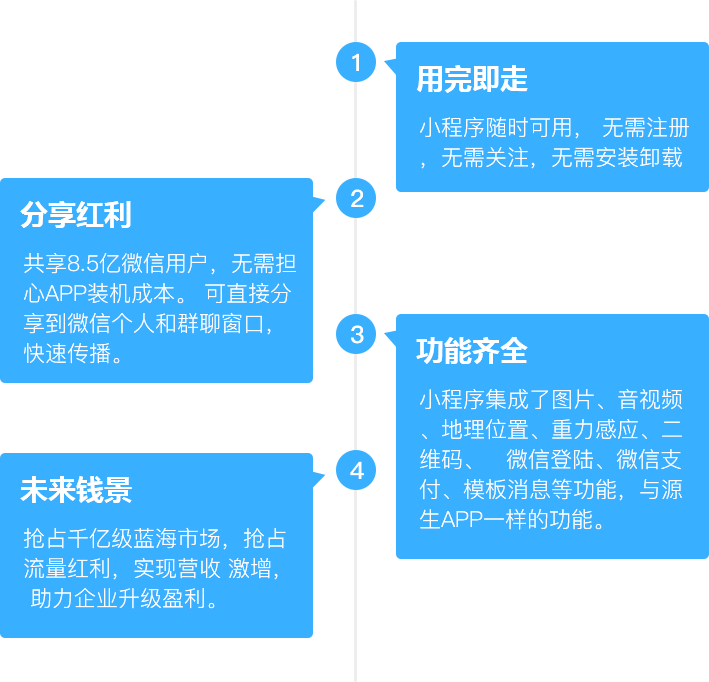 1
用完即走
小程序随时可用， 无需注册
，无需关注，无需安装卸载
2
分享红利
共享8.5亿微信用户，无需担
心APP装机成本。 可直接分
享到微信个人和群聊窗口，
快速传播。
3
功能齐全
小程序集成了图片、音视频
、地理位置、重力感应、二
维码、 微信登陆、微信支
付、模板消息等功能，与源
生APP一样的功能。
4
未来钱景
抢占千亿级蓝海市场，抢占
流量红利，实现营收 激增，
助力企业升级盈利。